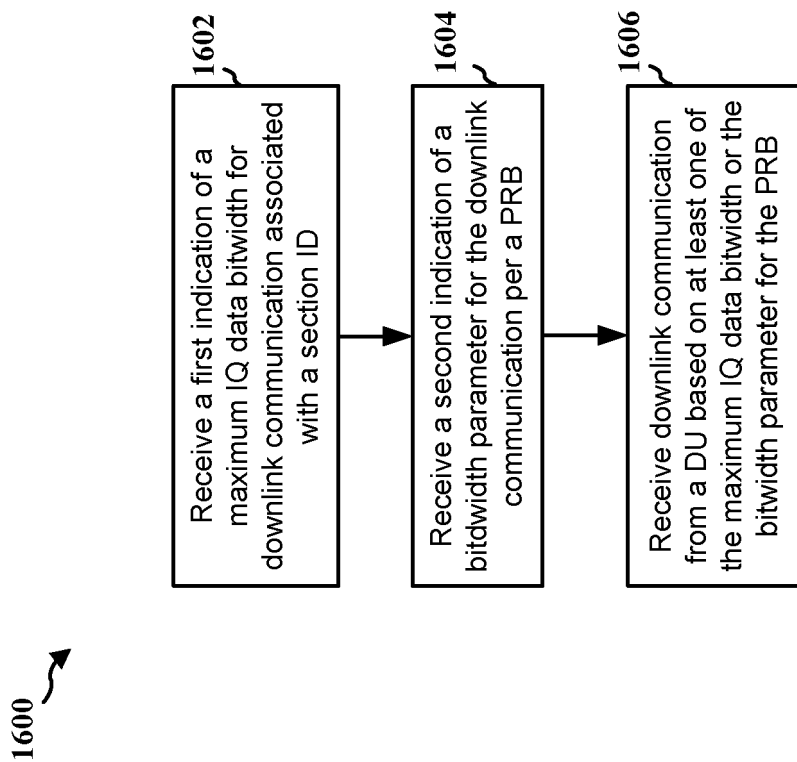 1600
1602
Receive a first indication of a
maximum IQ data bitwidth for
downlink communication associated
with a section ID
1604
Receive a second indication of a
bitdwidth parameter for the downlink
communication per a PRB
1606
Receive downlink communication
from a DU based on at least one of
the maximum IQ data bitwidth or the
bitwidth parameter for the PRB